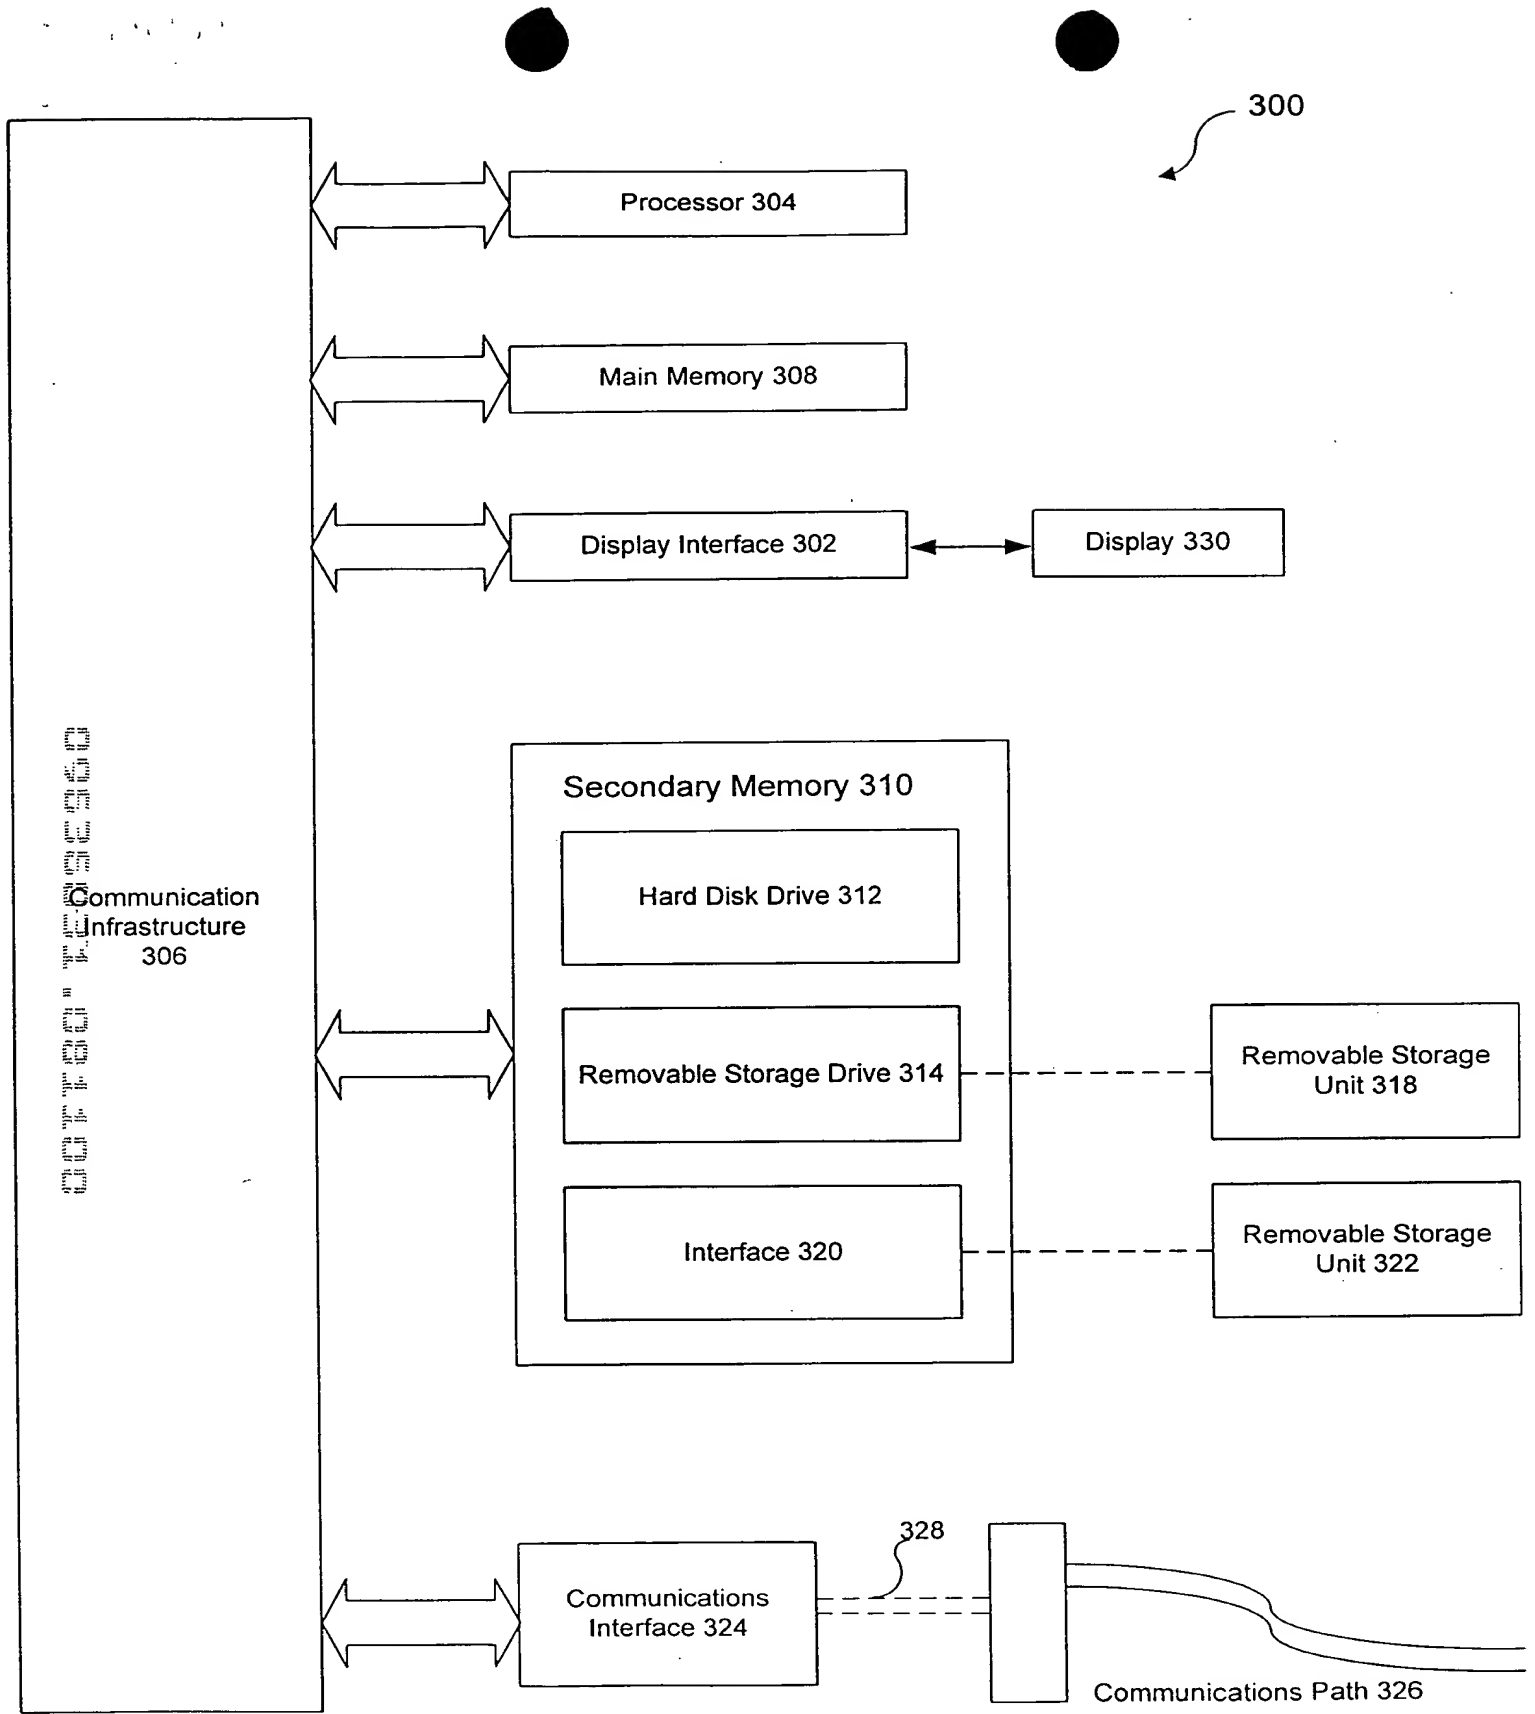 300
Processor 304
Main Memory 308
Display Interface 302
Display 330
Secondary Memory 310
Hard Disk Drive 312
Communication
Infrastructure
306
Removable Storage Drive 314
Removable Storage
Unit 318
Interface 320
Removable Storage
Unit 322
328
Communications
Interface 324
Communications Path 326